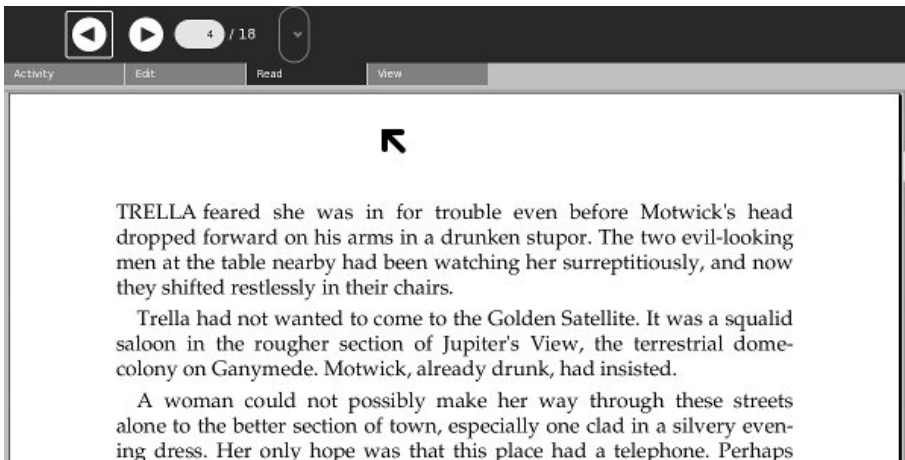 4 / 18
Activity Edit Read View
TRELLA feared she was in for trouble even before Motwick's head
dropped forward on his arms in a drunken stupor. The two evil-looking
men at the table nearby had been watching her surreptitiously, and now
they shifted restlessly in their chairs.
Trella had not wanted to come to the Golden Satellite. It was a squalid
saloon in the rougher section of Jupiter's View, the terrestrial dome-
colony on Ganymede. Motwick, already drunk, had insisted.
A woman could not possibly make her way through these streets
alone to the better section of town, especially one clad in a silvery even-
ing dress. Her only hope was that this place had a telephone. Perhaps